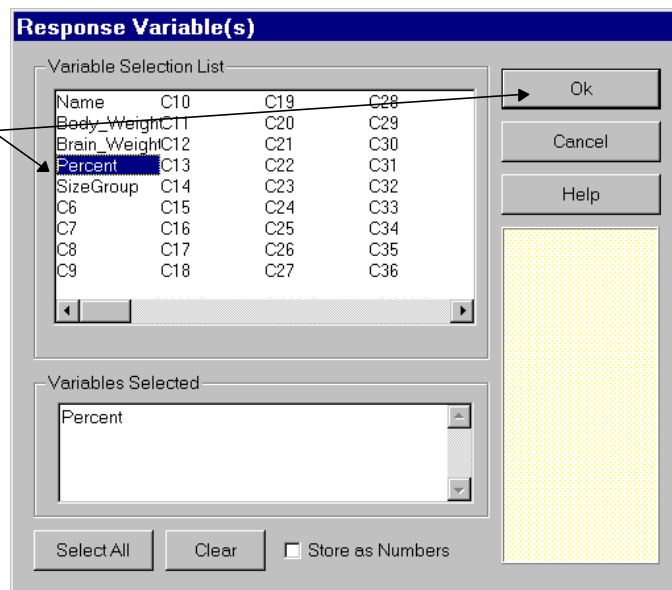 Response Variable(s)
Variable Selection List
Name C10 C19 C28
Body_Weight C11 C20 C29
Brain_Weight C12 C21 C30
Percent C13 C22 C31
SizeGroup C14 C23 C32
C6 C15 C24 C33
C7 C16 C25 C34
C8 C17 C26 C35
C9 C18 C27 C36
Ok
Cancel
Help
Variables Selected
Percent
Select All Clear Store as Numbers